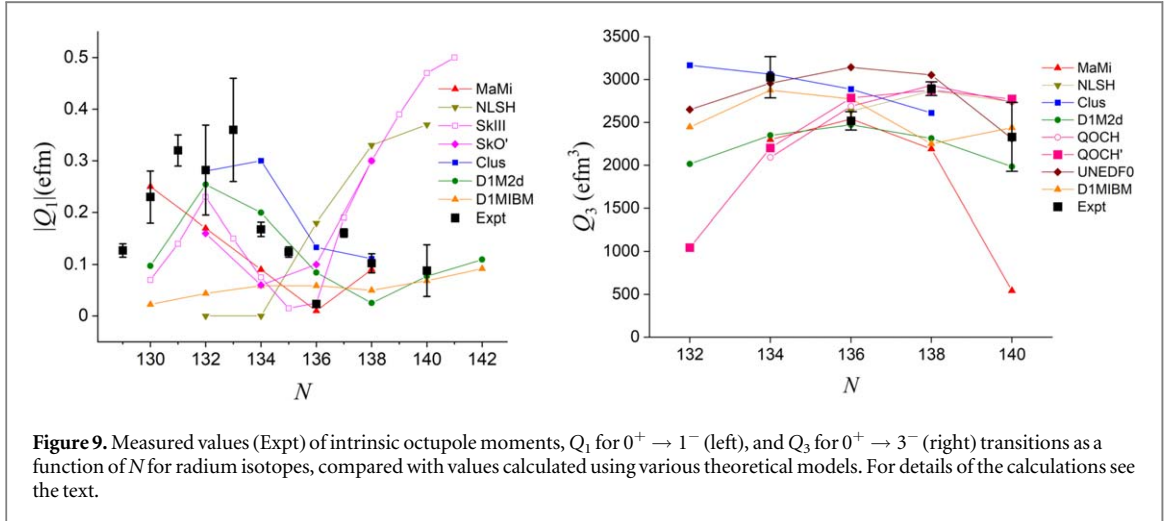 0.5
0.4
0.3
0.2
0.1
0
|Q₁|(efm)
130 132 134 136 138 140 142
N
MaMi
NLSH
SkIII
SkO'
Clus
D1M2d
D1MIBM
Expt
3500
3000
2500
2000
1500
1000
500
0
Q₃ (efm³)
132 134 136 138 140
N
MaMi
NLSH
Clus
D1M2d
QOCH
QOCH'
UNEDF0
D1MIBM
Expt
Figure 9. Measured values (Expt) of intrinsic octupole moments, Q₁ for 0⁺ → 1⁻ (left), and Q₃ for 0⁺ → 3⁻ (right) transitions as a
function of N for radium isotopes, compared with values calculated using various theoretical models. For details of the calculations see
the text.